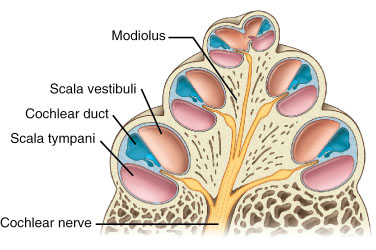 Modiolus
Scala vestibuli
Cochlear duct
Scala tympani
Cochlear nerve